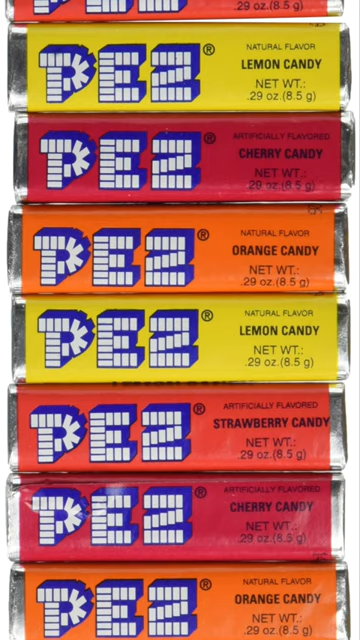 PEZ
.29 oz.(8.5 g)
PEZ®
NATURAL FLAVOR
LEMON CANDY
NET WT.:
.29 oz.(8.5 g)
PEZ®
ARTIFICIALLY FLAVORED
CHERRY CANDY
NET WT.:
.29 oz.(8.5 g)
PEZ®
NATURAL FLAVOR
ORANGE CANDY
NET WT.:
.29 oz.(8.5 g)
PEZ®
NATURAL FLAVOR
LEMON CANDY
NET WT.:
.29 oz.(8.5 g)
PEZ®
ARTIFICIALLY FLAVORED
STRAWBERRY CANDY
NET WT.:
.29 oz.(8.5 g)
PEZ®
ARTIFICIALLY FLAVORED
CHERRY CANDY
NET WT.:
.29 oz.(8.5 g)
PEZ®
NATURAL FLAVOR
ORANGE CANDY
NET WT.:
.29 oz.(8.5 g)